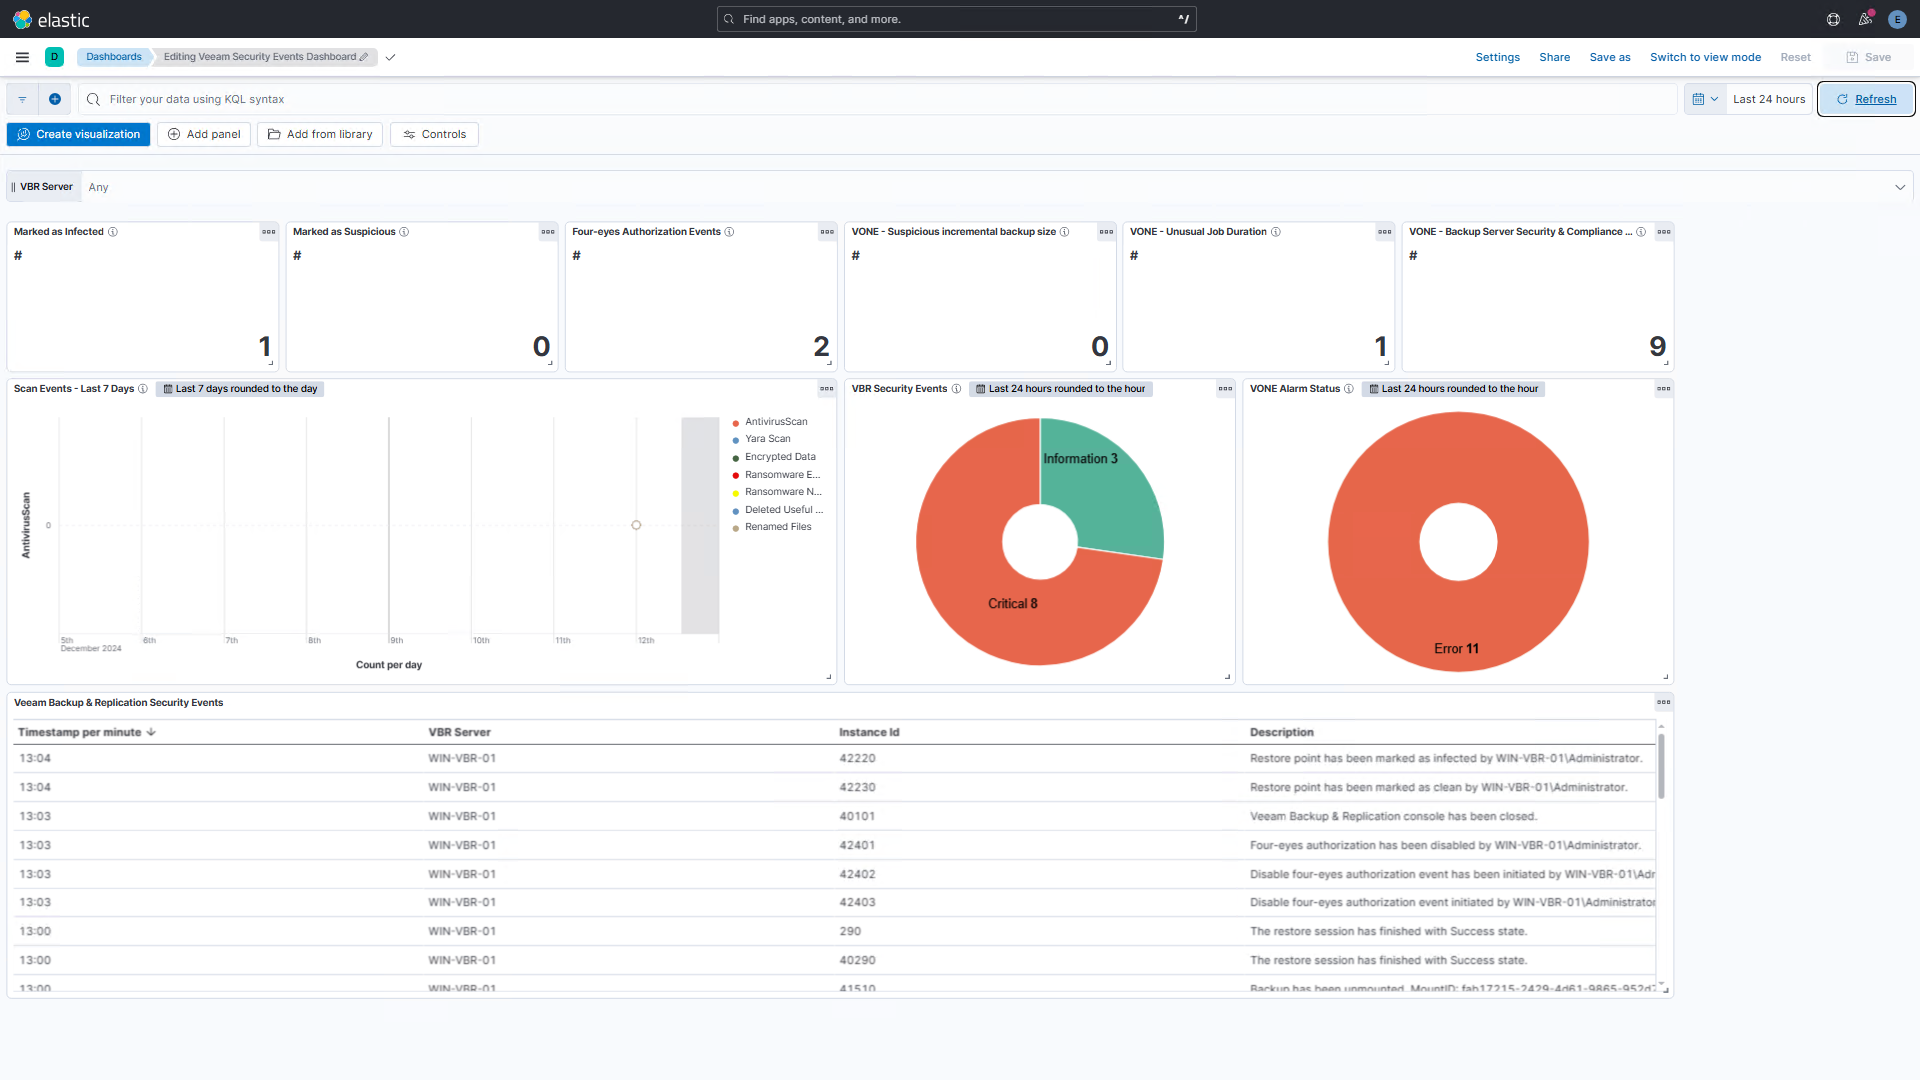 elastic
Find apps, content, and more.
^/
E
D
Dashboards
Editing Veeam Security Events Dashboard
Settings
Share
Save as
Switch to view mode
Reset
Save
Filter your data using KQL syntax
Last 24 hours
Refresh
Create visualization
Add panel
Add from library
Controls
VBR Server
Any
Marked as Infected
#
1
Marked as Suspicious
#
0
Four-eyes Authorization Events
#
2
VONE - Suspicious incremental backup size
#
0
VONE - Unusual Job Duration
#
1
VONE - Backup Server Security & Compliance ...
#
9
Scan Events - Last 7 Days
Last 7 days rounded to the day
AntivirusScan
0
5th
December 2024
6th
7th
8th
9th
10th
11th
12th
Count per day
AntivirusScan
Yara Scan
Encrypted Data
Ransomware E...
Ransomware N...
Deleted Useful ...
Renamed Files
VBR Security Events
Last 24 hours rounded to the hour
Information 3
Critical 8
VONE Alarm Status
Last 24 hours rounded to the hour
Error 11
Veeam Backup & Replication Security Events
Timestamp per minute VBR Server Instance Id Description
13:04 WIN-VBR-01 42220 Restore point has been marked as infected by WIN-VBR-01\Administrator.
13:04 WIN-VBR-01 42230 Restore point has been marked as clean by WIN-VBR-01\Administrator.
13:03 WIN-VBR-01 40101 Veeam Backup & Replication console has been closed.
13:03 WIN-VBR-01 42401 Four-eyes authorization has been disabled by WIN-VBR-01\Administrator.
13:03 WIN-VBR-01 42402 Disable four-eyes authorization event has been initiated by WIN-VBR-01\Adr
13:03 WIN-VBR-01 42403 Disable four-eyes authorization event initiated by WIN-VBR-01\Administrator
13:00 WIN-VBR-01 290 The restore session has finished with Success state.
13:00 WIN-VBR-01 40290 The restore session has finished with Success state.
13:00 WIN-VBR-01 41510 Backup has been unmounted. MountID: fab17215-2429-4d61-9865-952d7